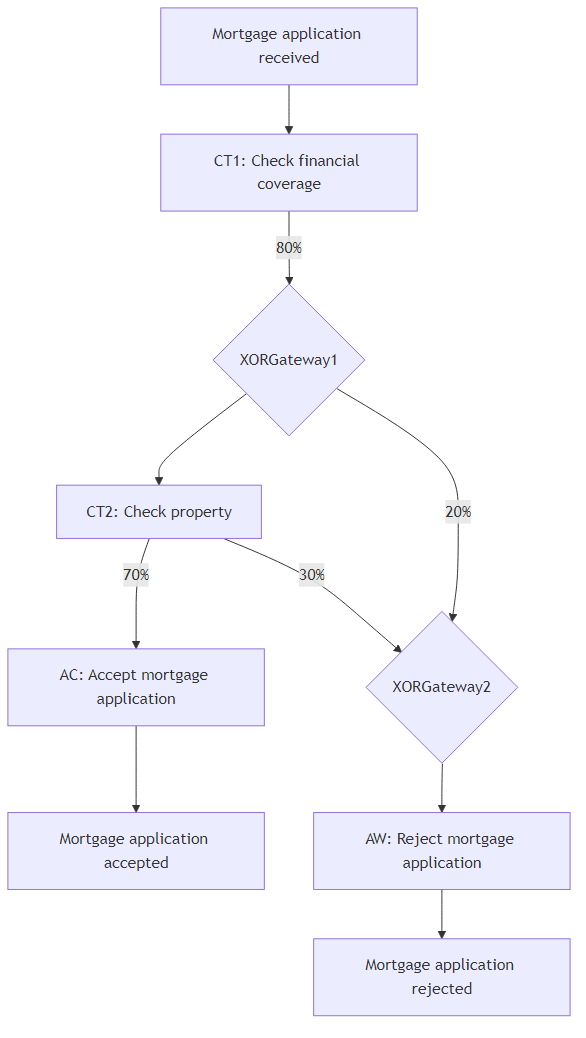 Mortgage application
received
CT1: Check financial
coverage
80%
XORGateway1
CT2: Check property
20%
70%
30%
AC: Accept mortgage
application
XORGateway2
Mortgage application
accepted
AW: Reject mortgage
application
Mortgage application
rejected